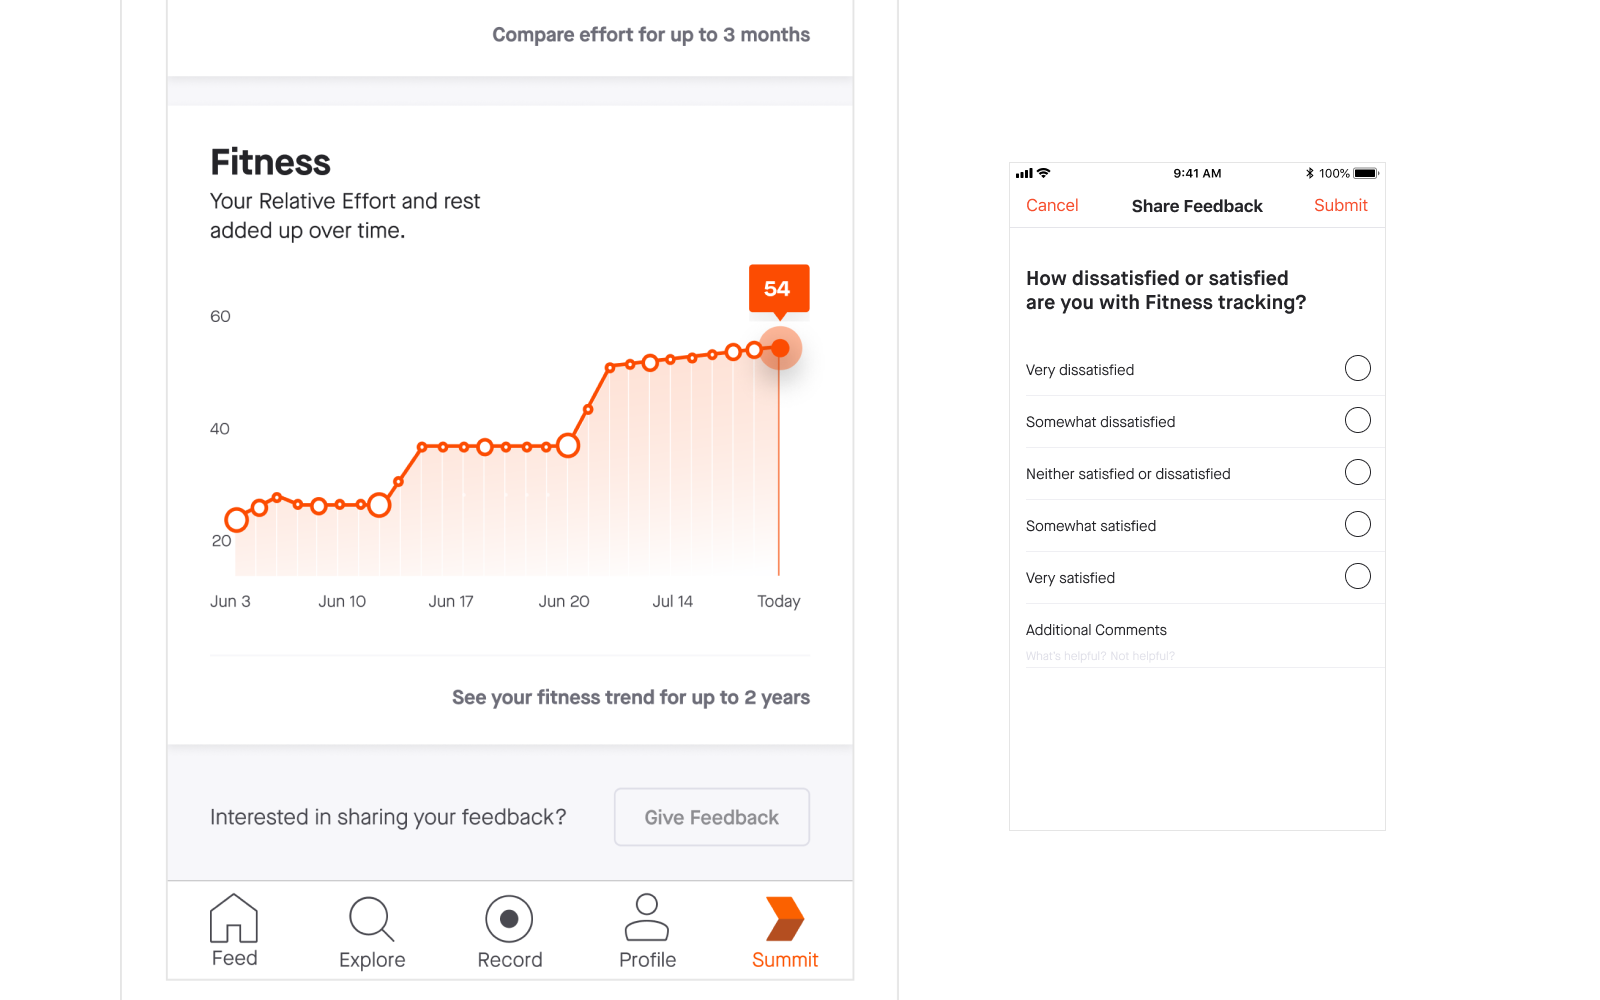 Compare effort for up to 3 months
Fitness
Your Relative Effort and rest
added up over time.
54
60
40
20
Jun 3
Jun 10
Jun 17
Jun 20
Jul 14
Today
See your fitness trend for up to 2 years
Interested in sharing your feedback?
Give Feedback
Feed
Explore
Record
Profile
Summit
9:41 AM
100%
Cancel
Share Feedback
Submit
How dissatisfied or satisfied
are you with Fitness tracking?
Very dissatisfied
Somewhat dissatisfied
Neither satisfied or dissatisfied
Somewhat satisfied
Very satisfied
Additional Comments
What's helpful? Not helpful?